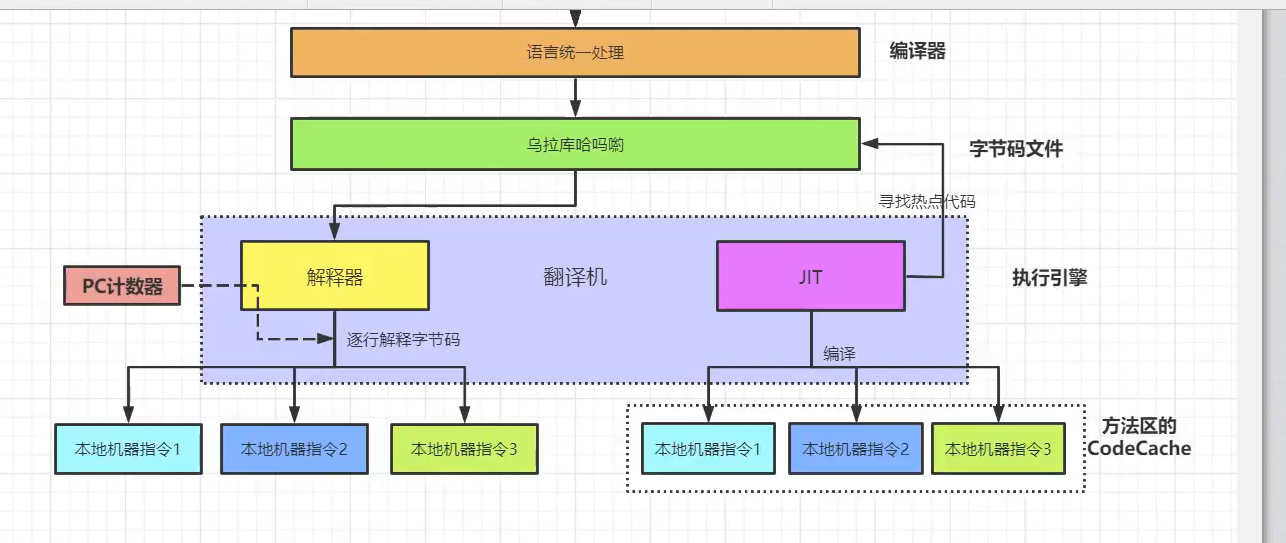 语言统一处理
编译器
乌拉库哈吗喲
字节码文件
寻找热点代码
PC计数器
解释器
翻译机
JIT
执行引擎
逐行解释字节码
编译
本地机器指令1
本地机器指令2
本地机器指令3
本地机器指令1
本地机器指令2
本地机器指令3
方法区的
CodeCache